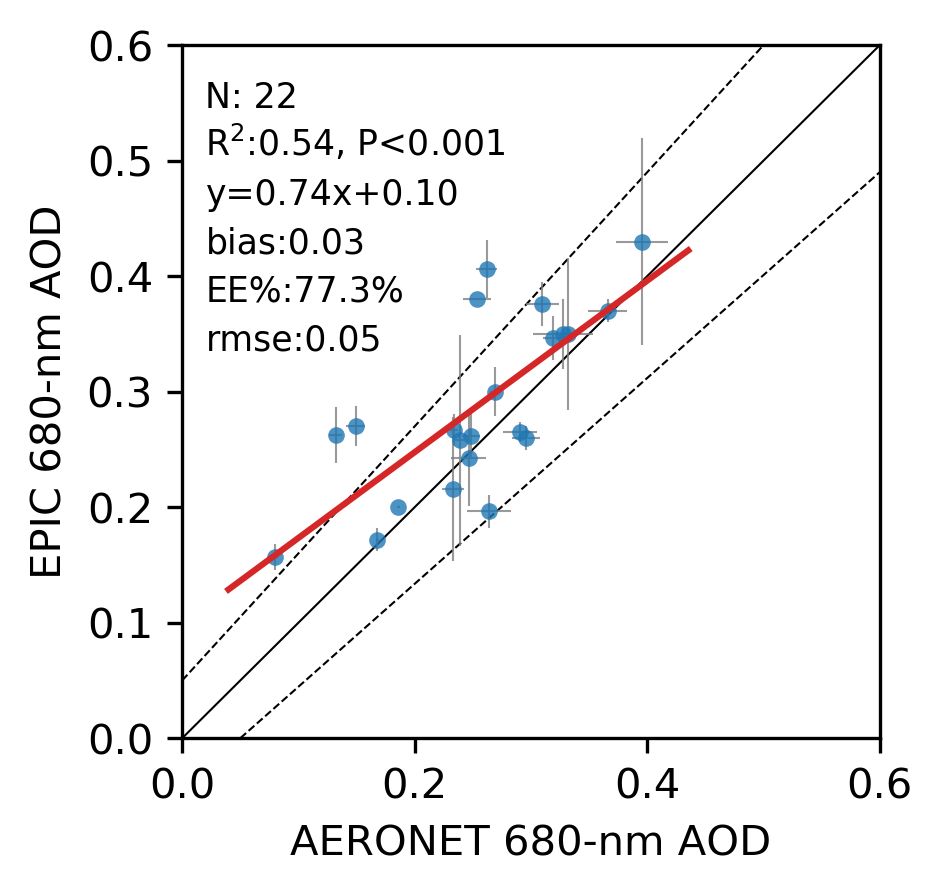 0.6
0.5
0.4
0.3
0.2
0.1
0.0
EPIC 680-nm AOD
N: 22
R²:0.54, P<0.001
y=0.74x+0.10
bias:0.03
EE%:77.3%
rmse:0.05
0.0 0.2 0.4 0.6
AERONET 680-nm AOD